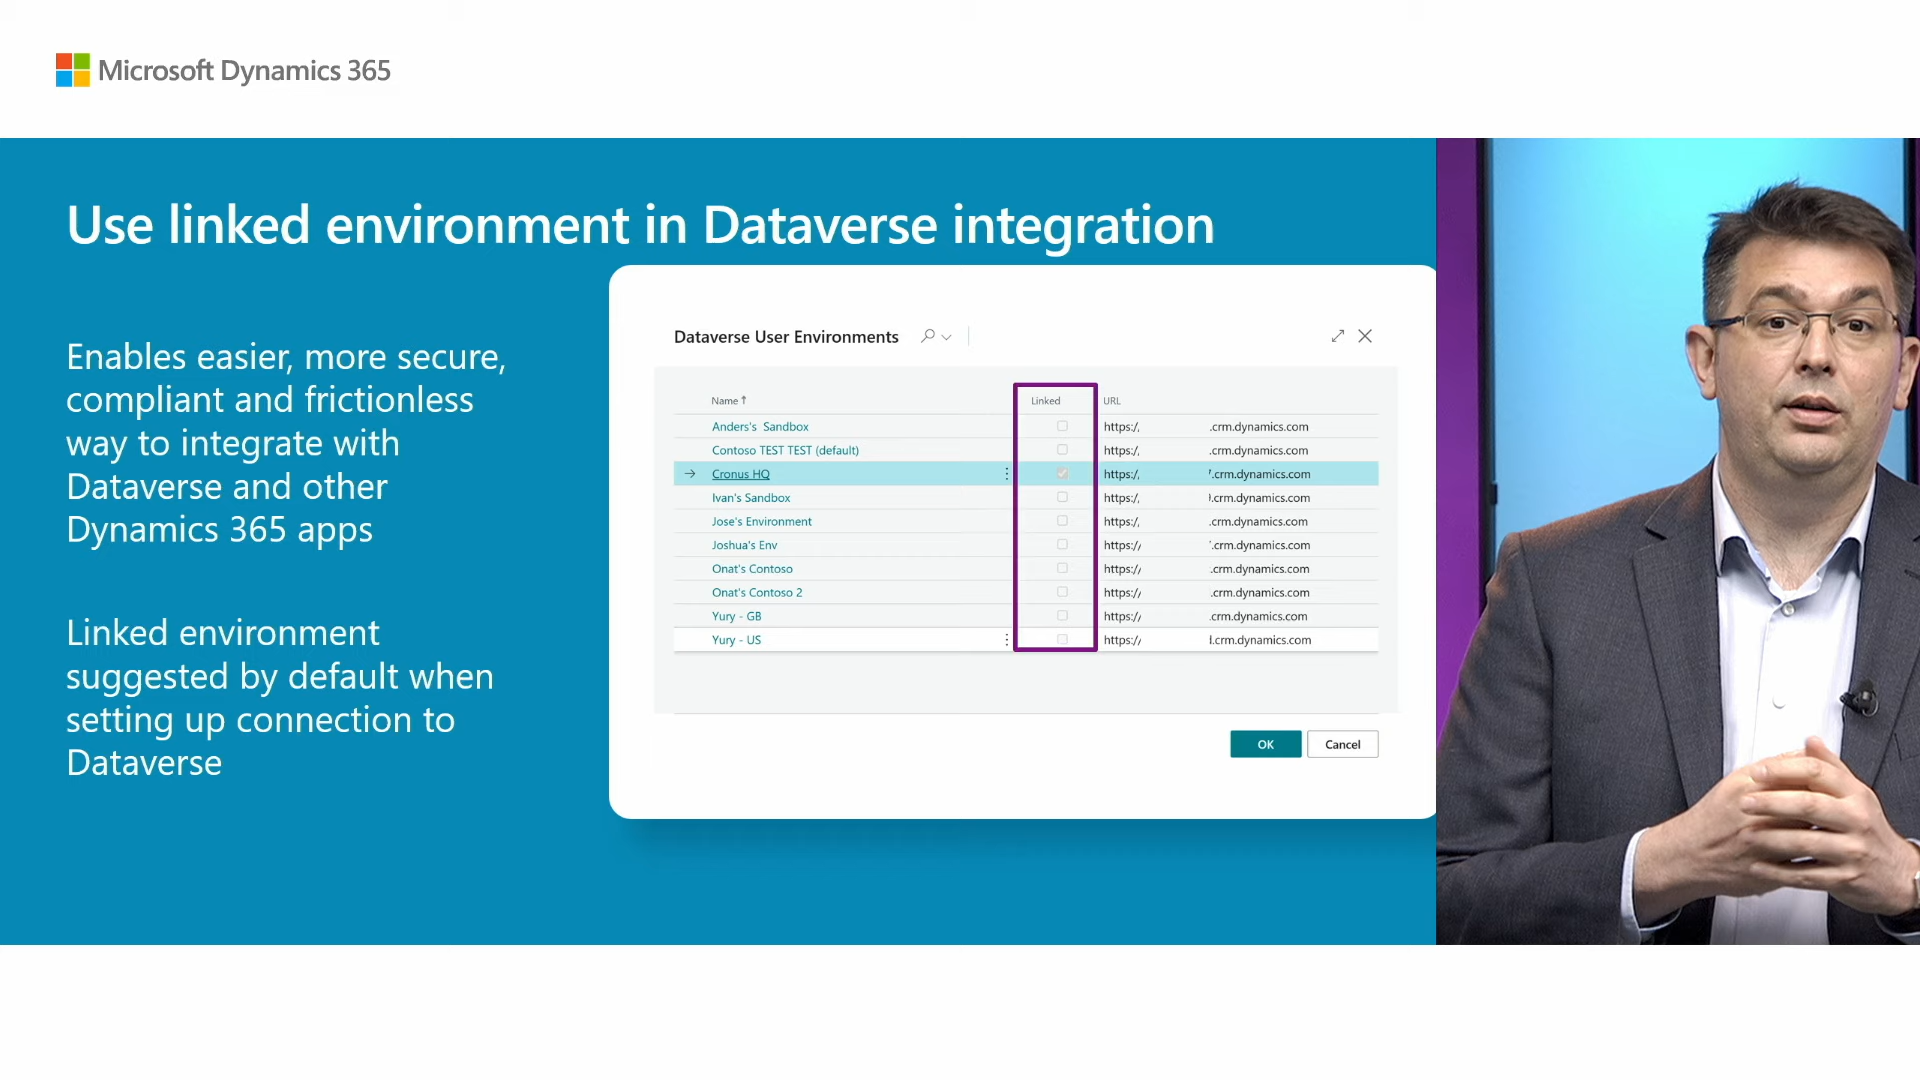 Microsoft Dynamics 365
Use linked environment in Dataverse integration
Enables easier, more secure,
compliant and frictionless
way to integrate with
Dataverse and other
Dynamics 365 apps
Linked environment
suggested by default when
setting up connection to
Dataverse
Dataverse User Environments
Name ↑ Linked URL
Anders's Sandbox https:/, .crm.dynamics.com
Contoso TEST TEST (default) https:/, .crm.dynamics.com
Cronus HQ https:/, .crm.dynamics.com
Ivan's Sandbox https:/, .crm.dynamics.com
Jose's Environment https:/, .crm.dynamics.com
Joshua's Env https:// .crm.dynamics.com
Onat's Contoso https:// .crm.dynamics.com
Onat's Contoso 2 https:// .crm.dynamics.com
Yury - GB https:// .crm.dynamics.com
Yury - US https:// .crm.dynamics.com
OK Cancel